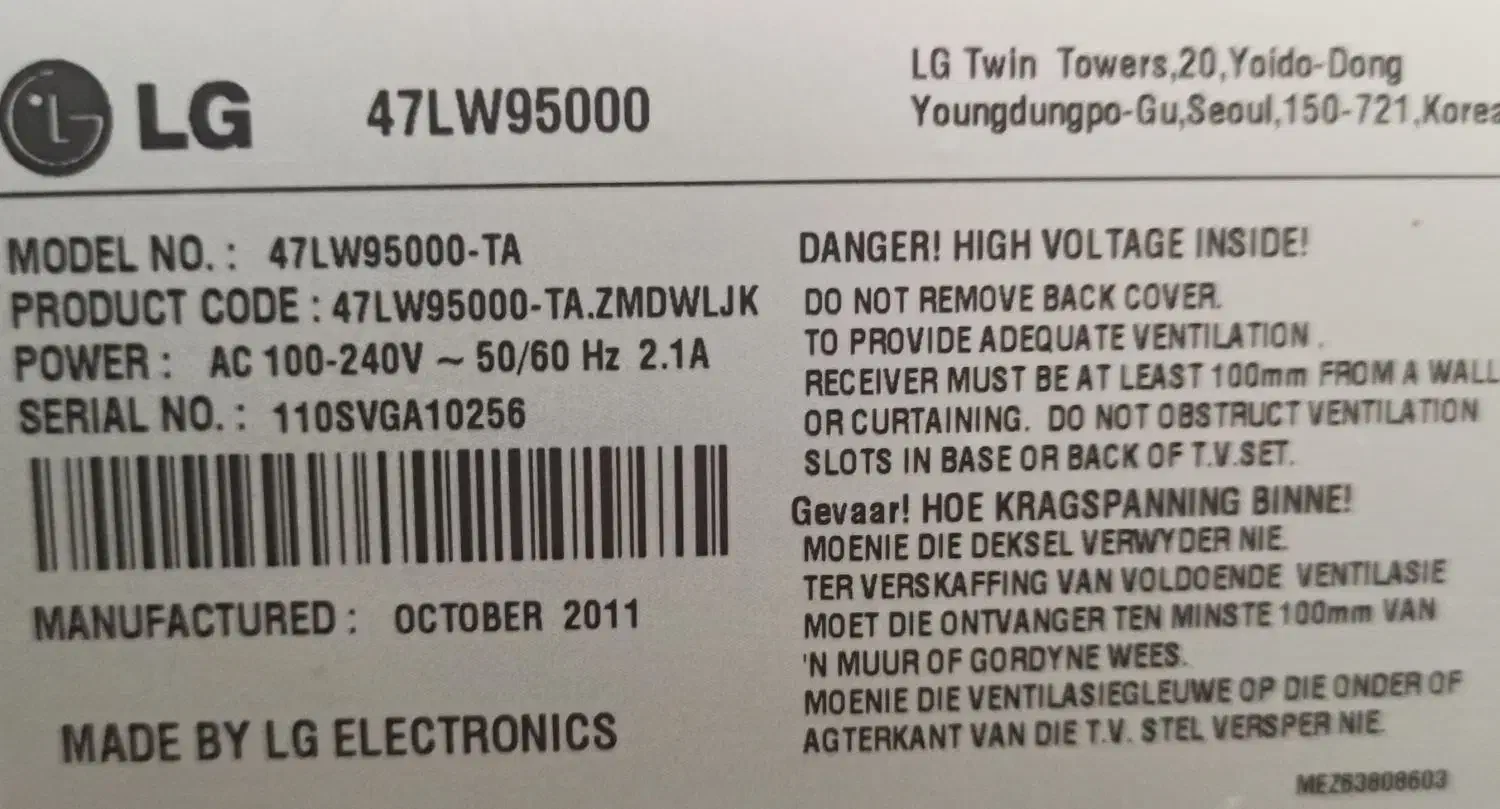 LG
47LW95000
LG Twin Towers,20,Yoido-Dong
Youngdungpo-Gu,Seoul,150-721,Korea
MODEL NO. : 47LW95000-TA
PRODUCT CODE : 47LW95000-TA.ZMDWLJK
POWER : AC 100-240V ~ 50/60 Hz 2.1A
SERIAL NO. : 110SVGA10256
MANUFACTURED : OCTOBER 2011
MADE BY LG ELECTRONICS
DANGER! HIGH VOLTAGE INSIDE!
DO NOT REMOVE BACK COVER.
TO PROVIDE ADEQUATE VENTILATION .
RECEIVER MUST BE AT LEAST 100mm FROM A WALL
OR CURTAINING. DO NOT OBSTRUCT VENTILATION
SLOTS IN BASE OR BACK OF T.V.SET.
Gevaar! HOE KRAGSPANNING BINNE!
MOENIE DIE DEKSEL VERWYDER NIE.
TER VERSKAFFING VAN VOLDOENDE VENTILASIE
MOET DIE ONTVANGER TEN MINSTE 100mm VAN
'N MUUR OF GORDYNE WEES.
MOENIE DIE VENTILASIEGLEUWE OP DIE ONDER OF
AGTERKANT VAN DIE T.V. STEL VERSPER NIE.
MEZ63808603